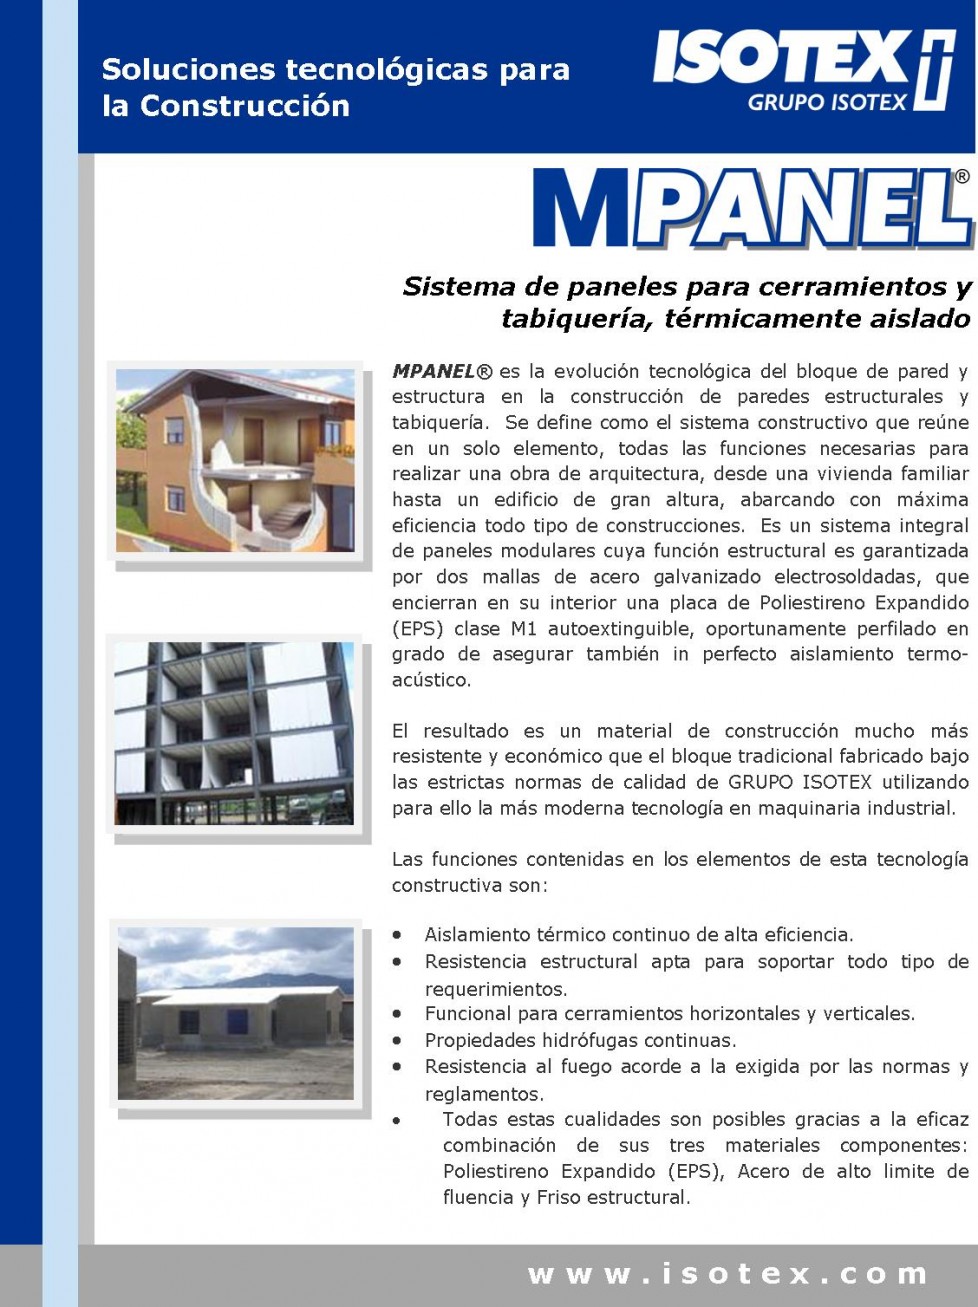 Soluciones tecnológicas para
la Construcción
ISOTEX
GRUPO ISOTEX
MPANEL®
Sistema de paneles para cerramientos y
tabiquería, térmicamente aislado
MPANEL® es la evolución tecnológica del bloque de pared y
estructura en la construcción de paredes estructurales y
tabiquería. Se define como el sistema constructivo que reúne
en un solo elemento, todas las funciones necesarias para
realizar una obra de arquitectura, desde una vivienda familiar
hasta un edificio de gran altura, abarcando con máxima
eficiencia todo tipo de construcciones. Es un sistema integral
de paneles modulares cuya función estructural es garantizada
por dos mallas de acero galvanizado electrosoldadas, que
encierran en su interior una placa de Poliestireno Expandido
(EPS) clase M1 autoextinguible, oportunamente perfilado en
grado de asegurar también in perfecto aislamiento termo-
acústico.
El resultado es un material de construcción mucho más
resistente y económico que el bloque tradicional fabricado bajo
las estrictas normas de calidad de GRUPO ISOTEX utilizando
para ello la más moderna tecnología en maquinaria industrial.
Las funciones contenidas en los elementos de esta tecnología
constructiva son:
• Aislamiento térmico continuo de alta eficiencia.
• Resistencia estructural apta para soportar todo tipo de
requerimientos.
• Funcional para cerramientos horizontales y verticales.
• Propiedades hidrófugas continuas.
• Resistencia al fuego acorde a la exigida por las normas y
reglamentos.
• Todas estas cualidades son posibles gracias a la eficaz
combinación de sus tres materiales componentes:
Poliestireno Expandido (EPS), Acero de alto limite de
fluencia y Friso estructural.
www.isotex.com